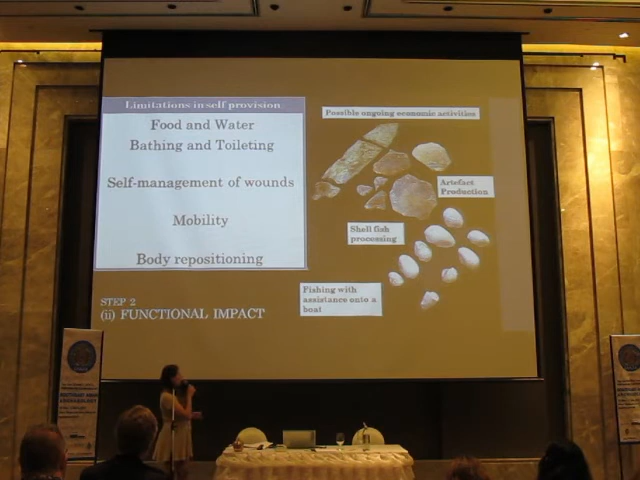 Limitations in self provision
Food and Water
Bathing and Toileting
Self-management of wounds
Mobility
Body repositioning
STEP 2
(ii) FUNCTIONAL IMPACT
Possible ongoing economic activities
Artefact
Production
Shell fish
processing
Fishing with
assistance onto a
boat